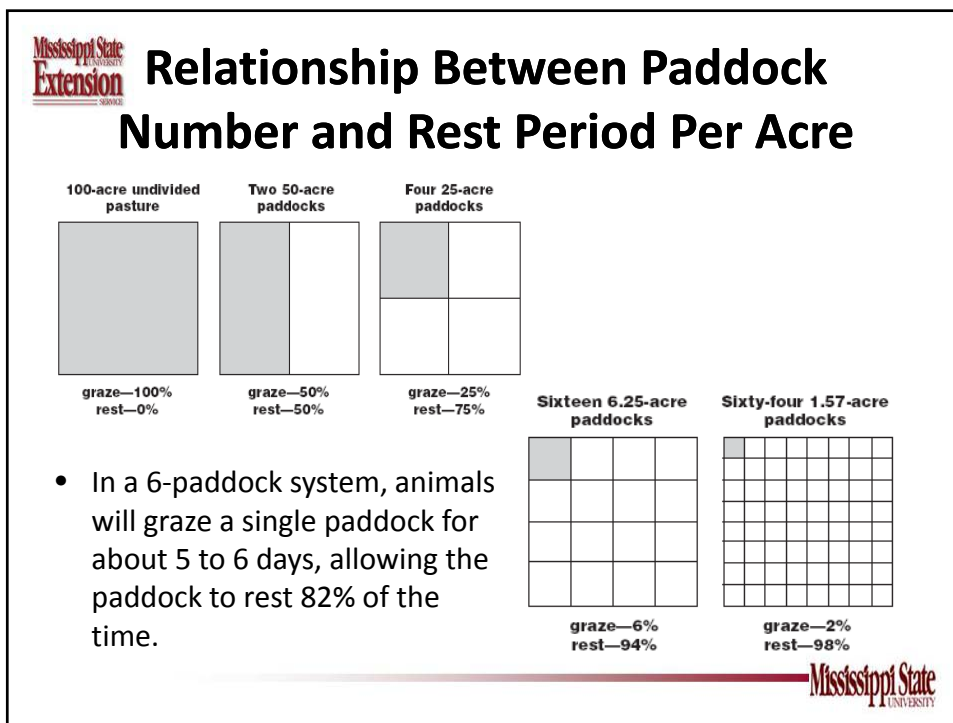 Mississippi State
UNIVERSITY
Extension
SERVICE
Relationship Between Paddock
Number and Rest Period Per Acre
100-acre undivided
pasture
graze—100%
rest—0%
Two 50-acre
paddocks
graze—50%
rest—50%
Four 25-acre
paddocks
graze—25%
rest—75%
Sixteen 6.25-acre
paddocks
graze—6%
rest—94%
Sixty-four 1.57-acre
paddocks
graze—2%
rest—98%
• In a 6-paddock system, animals
will graze a single paddock for
about 5 to 6 days, allowing the
paddock to rest 82% of the
time.
Mississippi State
UNIVERSITY